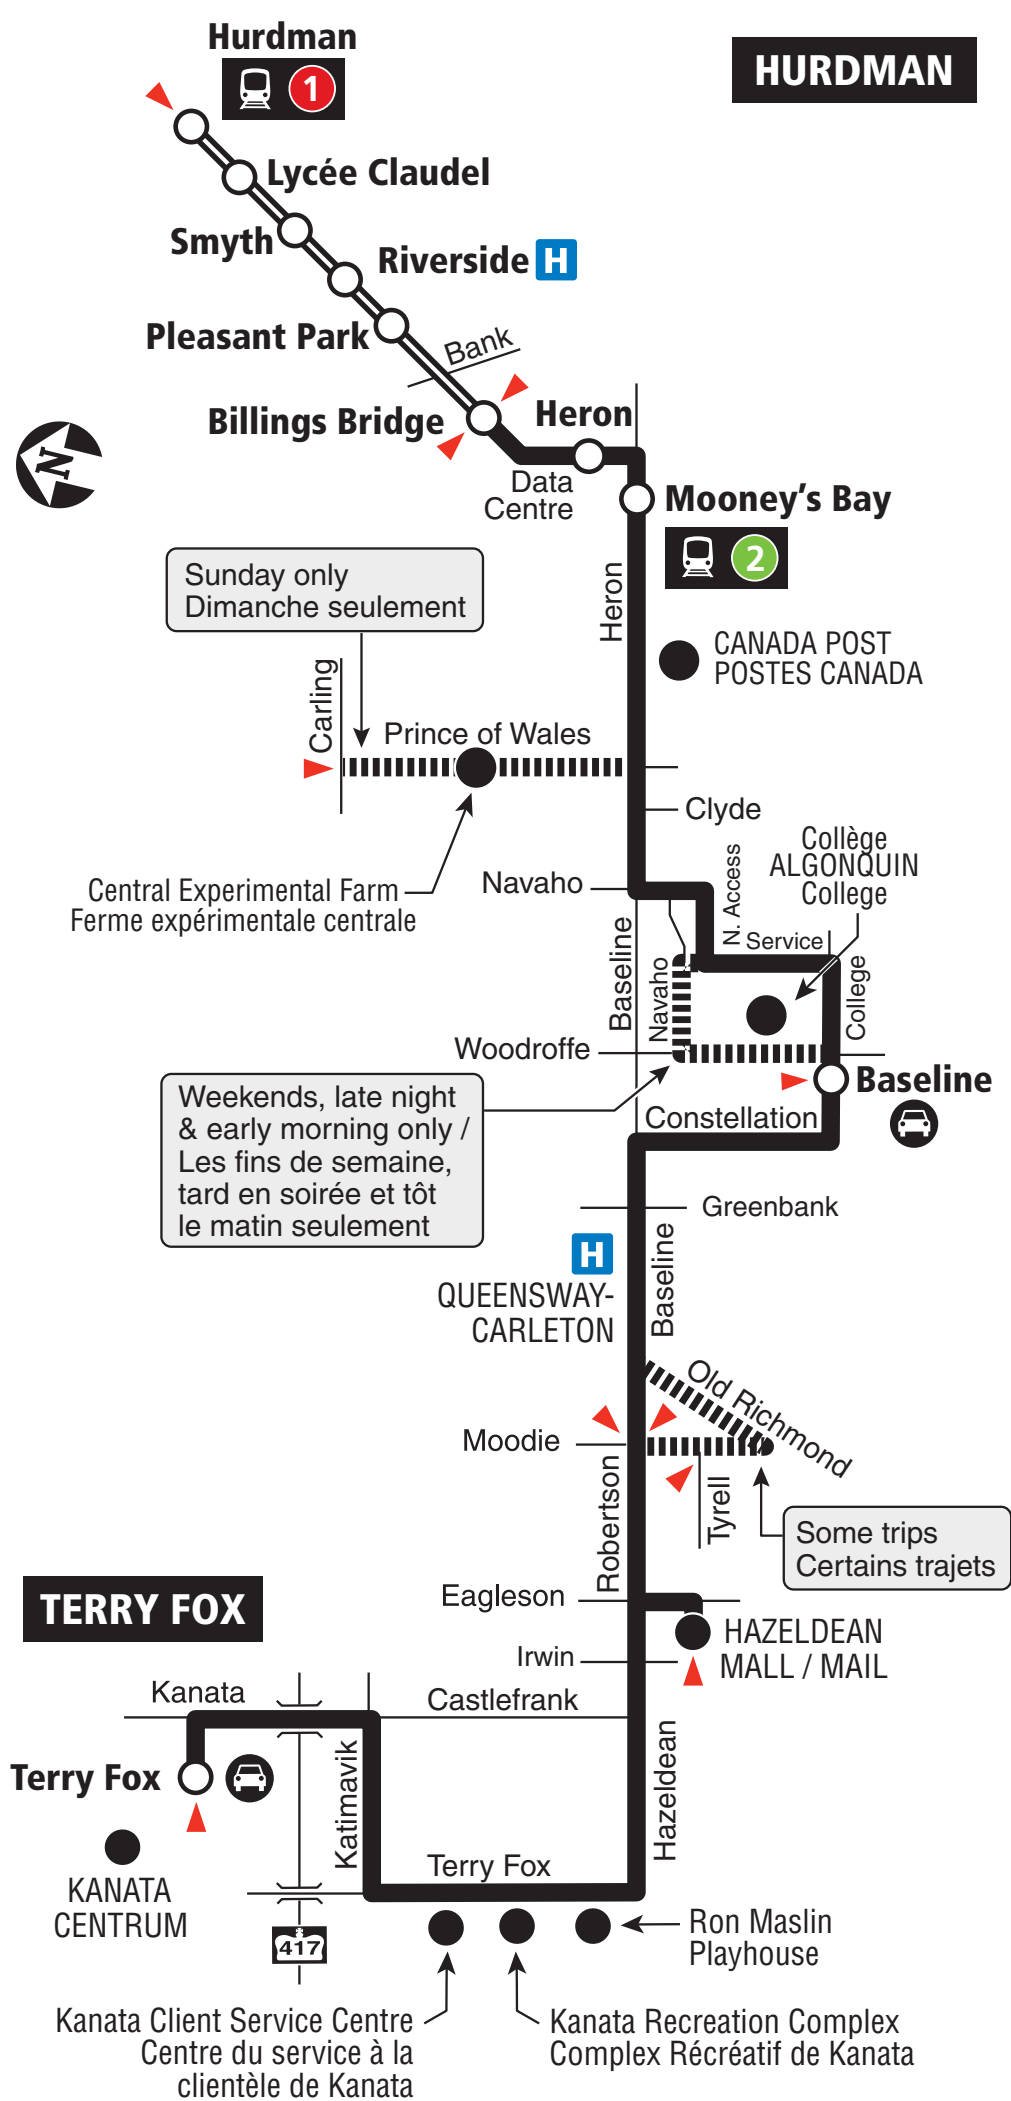 Hurdman
1
HURDMAN
Lycée Claudel
Smyth
Riverside H
Pleasant Park
Bank
Billings Bridge
Heron
N
Data
Centre
Mooney's Bay
2
Sunday only
Dimanche seulement
Heron
CANADA POST
POSTES CANADA
Carling
Prince of Wales
Clyde
Collège
ALGONQUIN
College
Central Experimental Farm
Ferme expérimentale centrale
Navaho
N. Access
Service
Baseline
Navaho
College
Woodroffe
Baseline
Weekends, late night
& early morning only /
Les fins de semaine,
tard en soirée et tôt
le matin seulement
Constellation
Greenbank
H
QUEENSWAY-
CARLETON
Baseline
Old Richmond
Moodie
Robertson
Tyrell
Some trips
Certains trajets
TERRY FOX
Eagleson
HAZELDEAN
MALL / MAIL
Irwin
Kanata
Castlefrank
Terry Fox
Katimavik
Hazeldean
KANATA
CENTRUM
Terry Fox
417
Ron Maslin
Playhouse
Kanata Client Service Centre
Centre du service à la
clientèle de Kanata
Kanata Recreation Complex
Complex Récréatif de Kanata